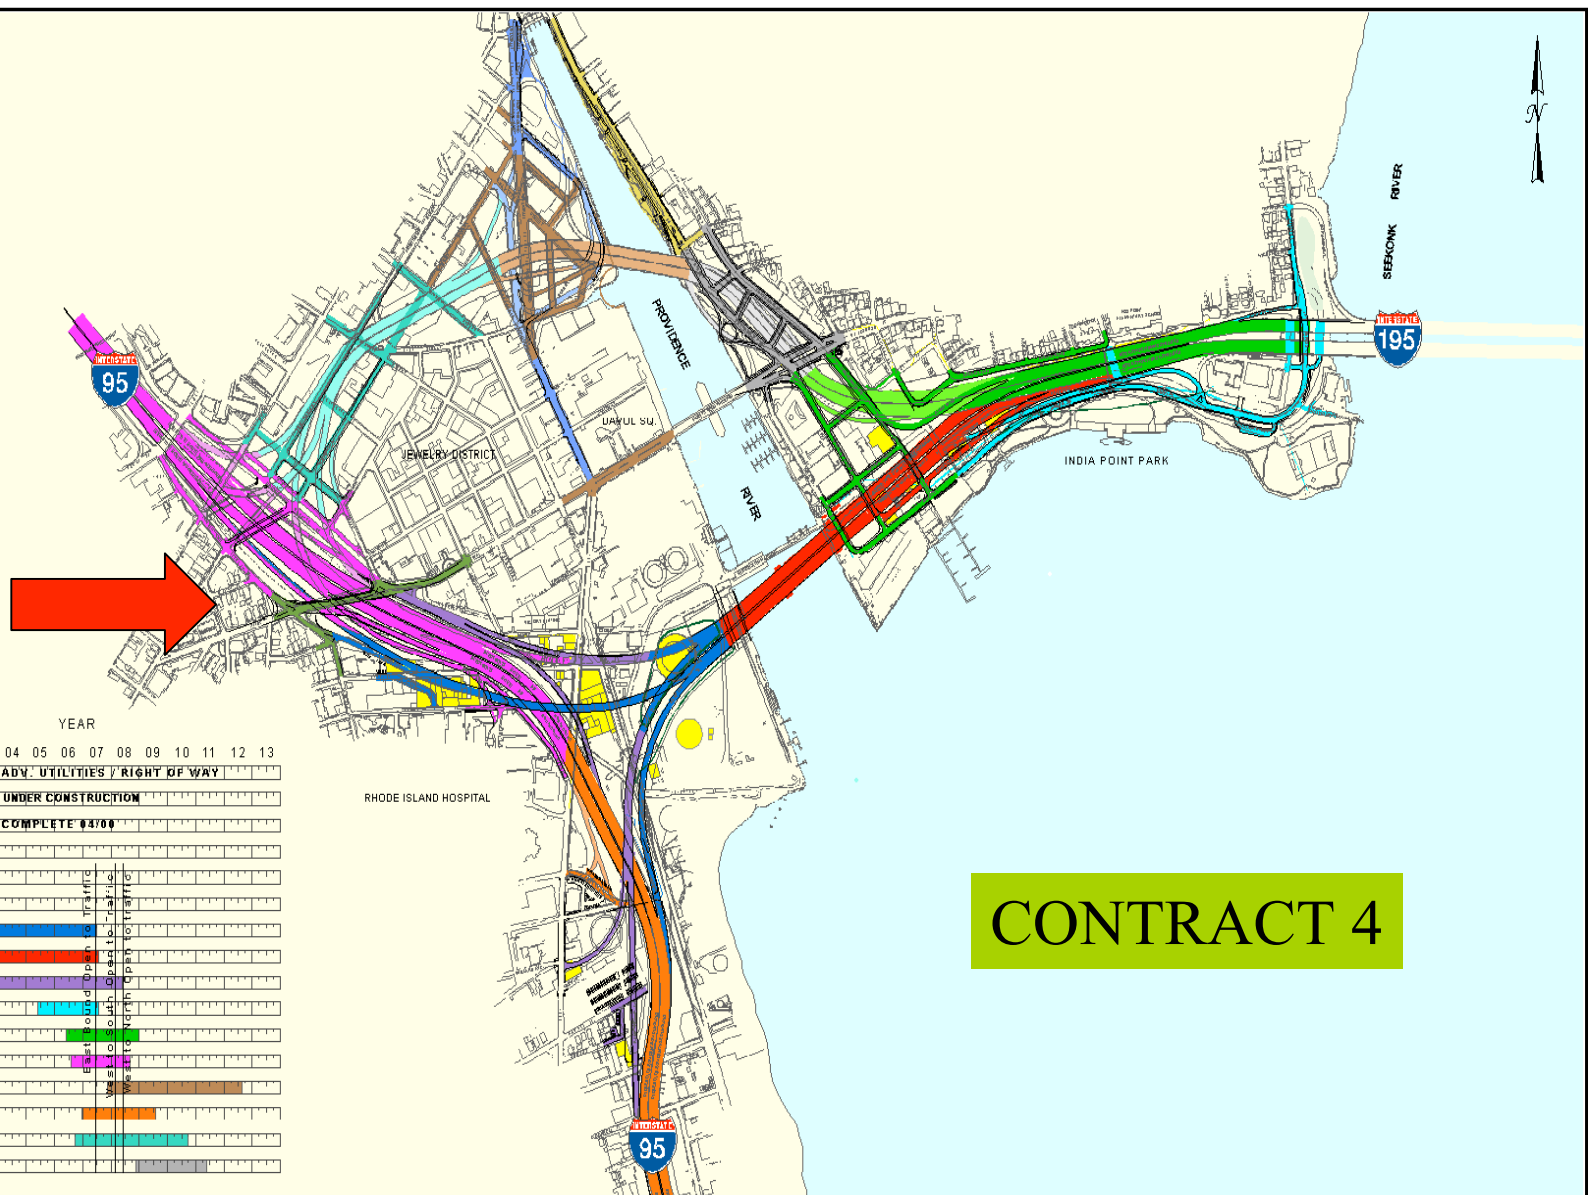 N
SEEKONK RIVER
PROVIDENCE
INTERSTATE
195
INTERSTATE
95
JEWELRY DISTRICT
INDIA POINT PARK
RIVER
YEAR
04 05 06 07 08 09 10 11 12 13
ADV. UTILITIES / RIGHT OF WAY
UNDER CONSTRUCTION
COMPLETE 04/00
RHODE ISLAND HOSPITAL
East Bound Open to Traffic
West to South Open to Traffic
West to North Open to traffic
CONTRACT 4
INTERSTATE
95